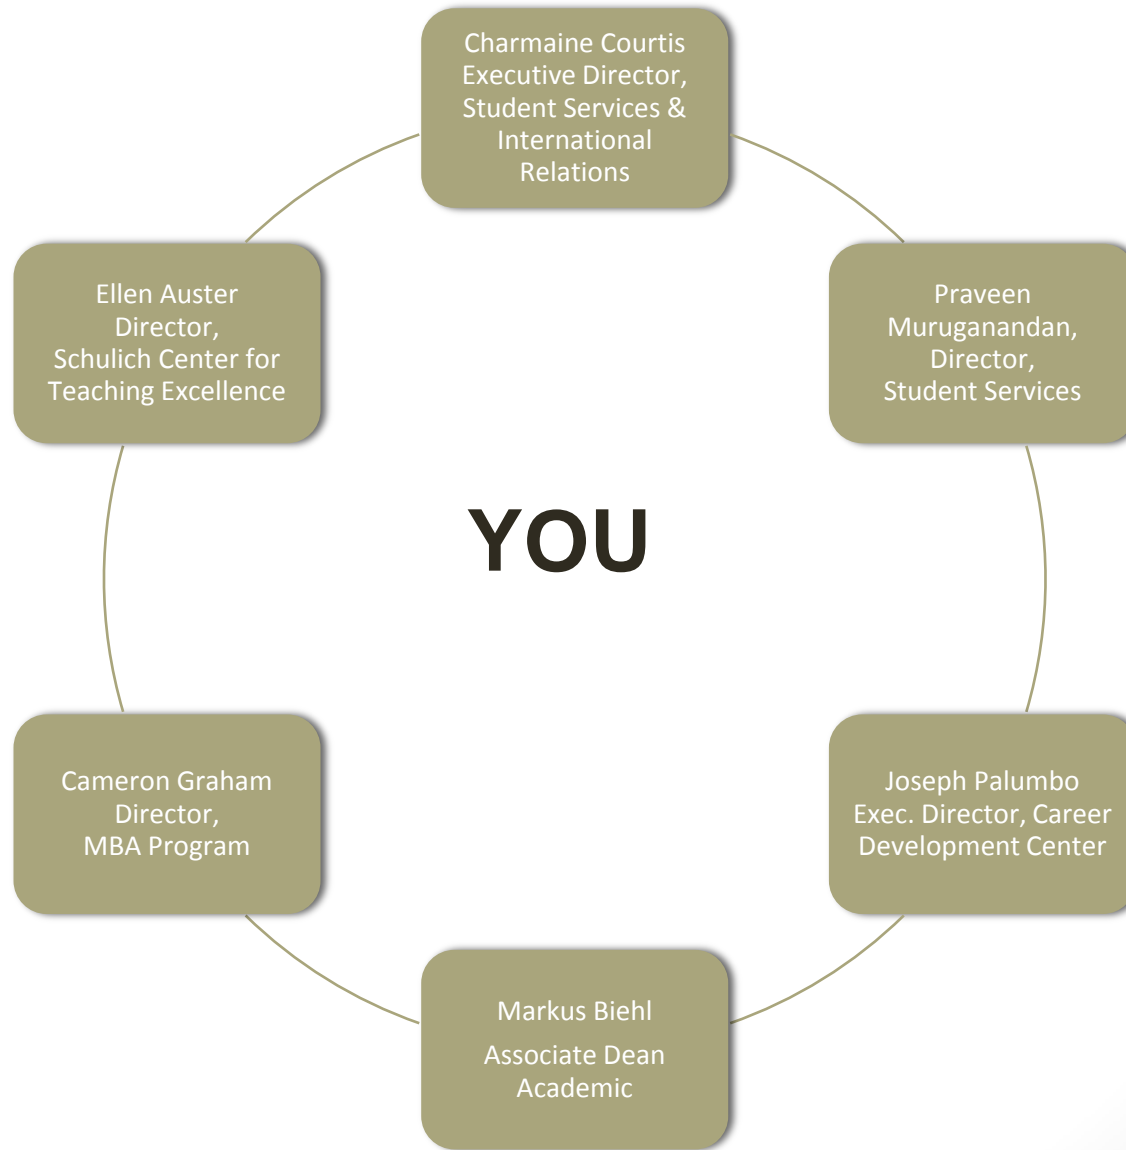 Charmaine Courtis
Executive Director,
Student Services &
International
Relations
Ellen Auster
Director,
Schulich Center for
Teaching Excellence
Praveen
Muruganandan,
Director,
Student Services
YOU
Cameron Graham
Director,
MBA Program
Joseph Palumbo
Exec. Director, Career
Development Center
Markus Biehl
Associate Dean
Academic